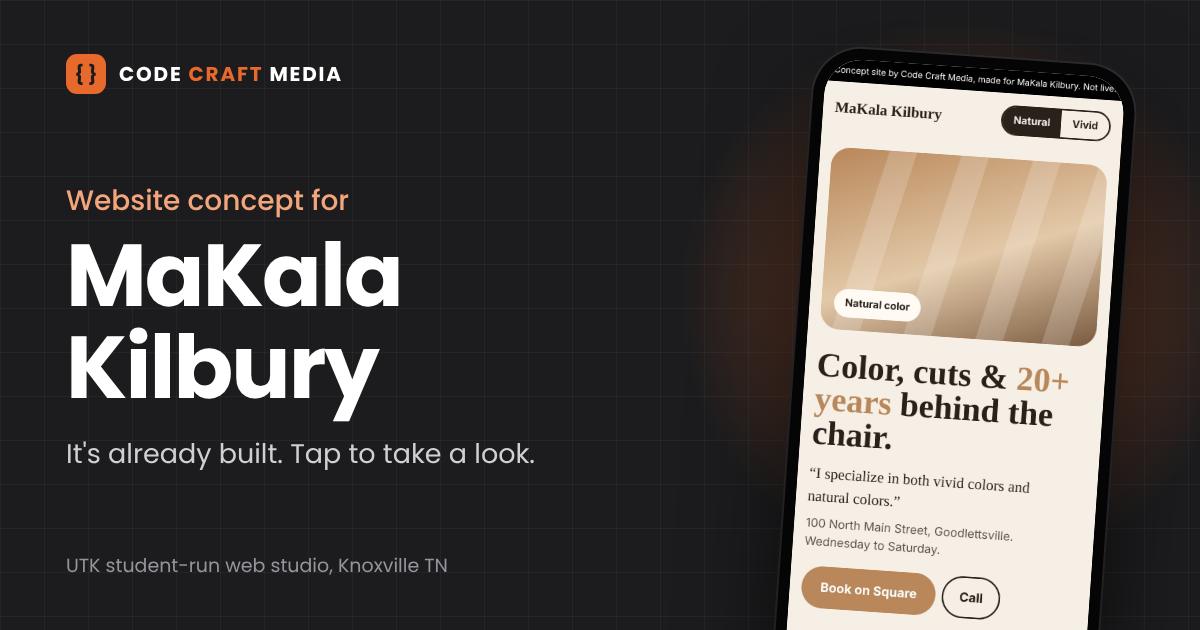 { } CODE CRAFT MEDIA
Website concept for
MaKala
Kilbury
It's already built. Tap to take a look.
UTK student-run web studio, Knoxville TN
Concept site by Code Craft Media, made for MaKala Kilbury. Not live.
MaKala Kilbury
Natural
Vivid
Natural color
Color, cuts & 20+
years behind the
chair.
“I specialize in both vivid colors and
natural colors.”
100 North Main Street, Goodlettsville.
Wednesday to Saturday.
Book on Square
Call